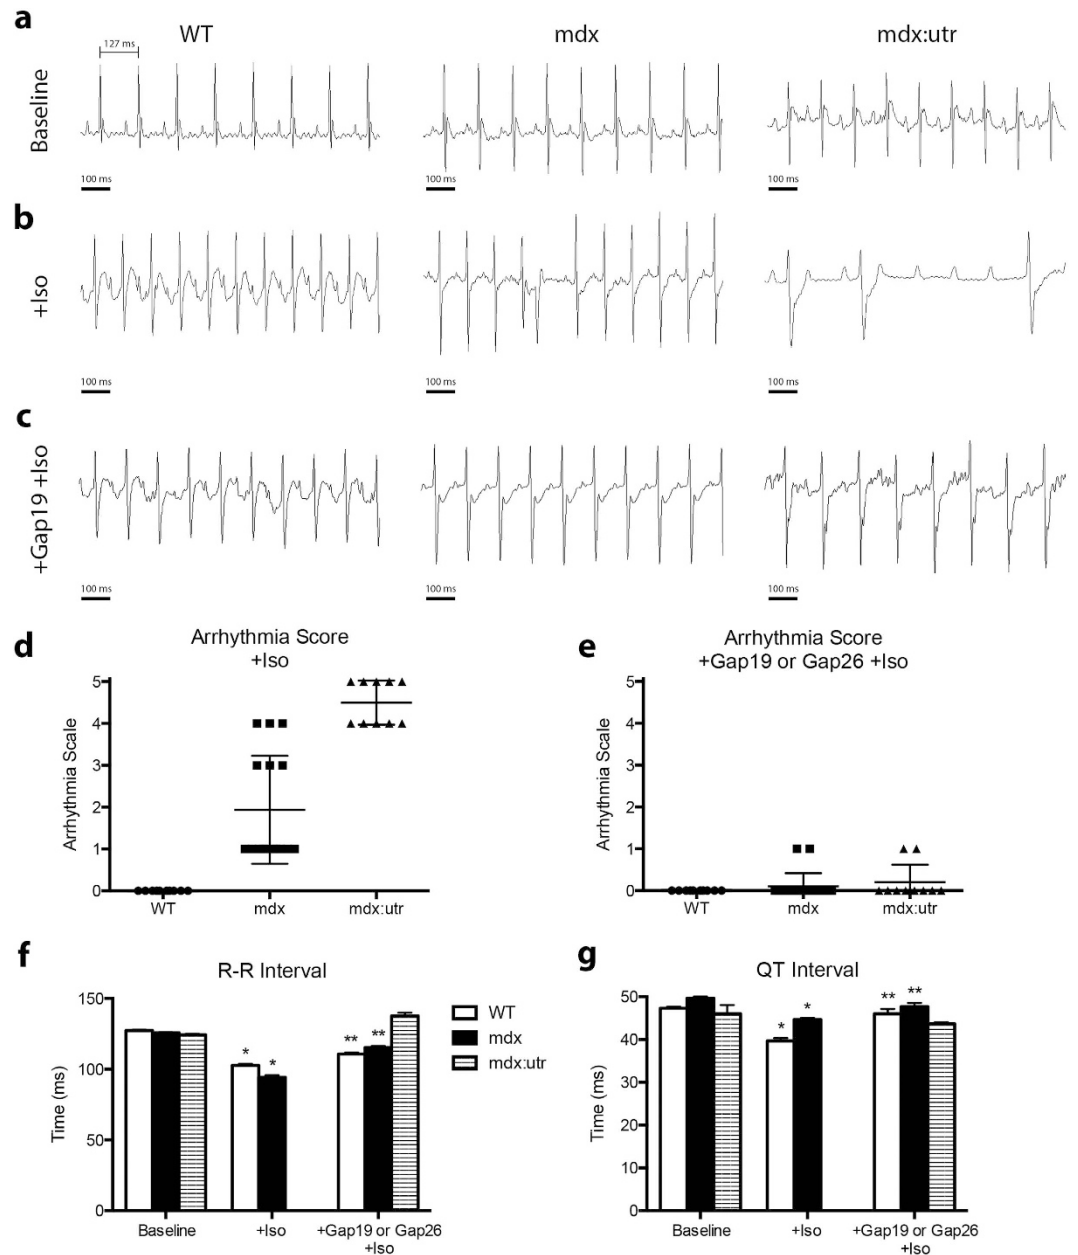 a
WT
mdx
mdx:utr
127 ms
Baseline
100 ms
100 ms
100 ms
b
+Iso
100 ms
100 ms
100 ms
c
+Gap19 +Iso
100 ms
100 ms
100 ms
d
Arrhythmia Score
+Iso
Arrhythmia Scale
5
4
3
2
1
0
WT
mdx
mdx:utr
e
Arrhythmia Score
+Gap19 or Gap26 +Iso
Arrhythmia Scale
5
4
3
2
1
0
WT
mdx
mdx:utr
f
R-R Interval
Time (ms)
150
100
50
0
*
*
**
**
Baseline
+Iso
+Gap19 or Gap26
+Iso
WT
mdx
mdx:utr
g
QT Interval
Time (ms)
50
40
30
20
10
0
*
*
**
**
Baseline
+Iso
+Gap19 or Gap26
+Iso